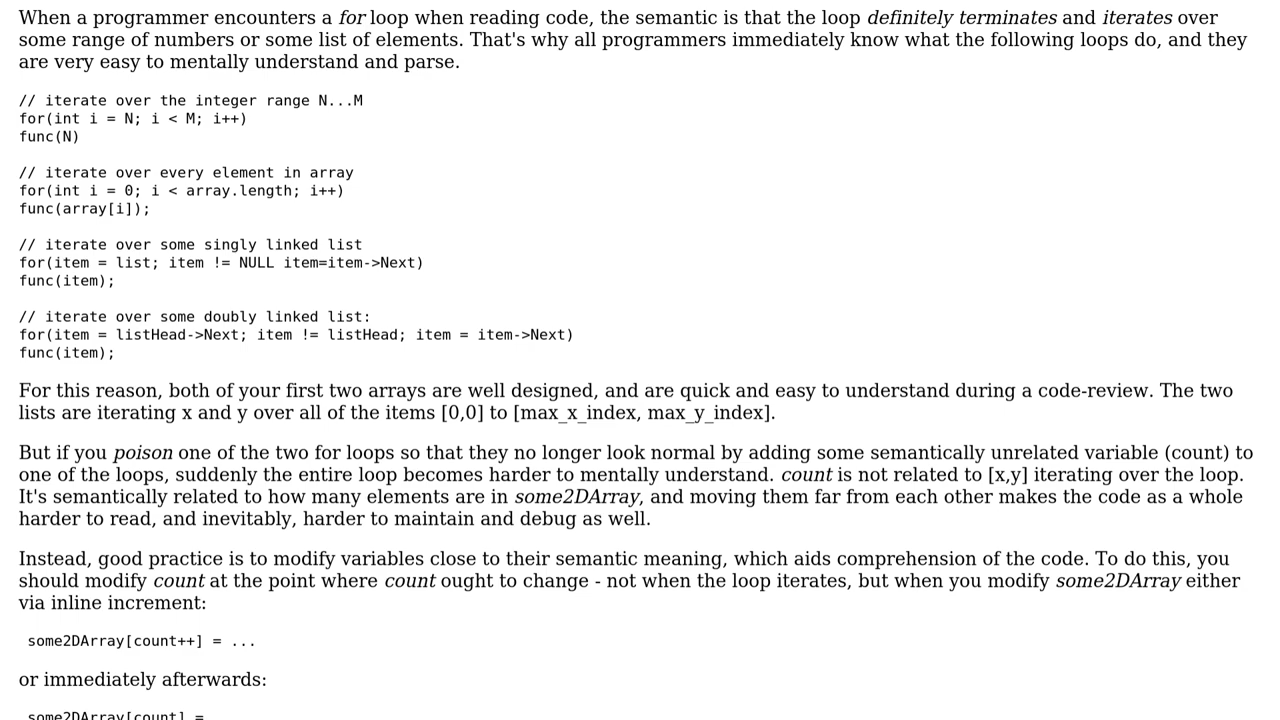 When a programmer encounters a for loop when reading code, the semantic is that the loop definitely terminates and iterates over
some range of numbers or some list of elements. That's why all programmers immediately know what the following loops do, and they
are very easy to mentally understand and parse.
// iterate over the integer range N...M
for(int i = N; i < M; i++)
func(N)
// iterate over every element in array
for(int i = 0; i < array.length; i++)
func(array[i]);
// iterate over some singly linked list
for(item = list; item != NULL item=item->Next)
func(item);
// iterate over some doubly linked list:
for(item = listHead->Next; item != listHead; item = item->Next)
func(item);
For this reason, both of your first two arrays are well designed, and are quick and easy to understand during a code-review. The two
lists are iterating x and y over all of the items [0,0] to [max_x_index, max_y_index].
But if you poison one of the two for loops so that they no longer look normal by adding some semantically unrelated variable (count) to
one of the loops, suddenly the entire loop becomes harder to mentally understand. count is not related to [x,y] iterating over the loop.
It's semantically related to how many elements are in some2DArray, and moving them far from each other makes the code as a whole
harder to read, and inevitably, harder to maintain and debug as well.
Instead, good practice is to modify variables close to their semantic meaning, which aids comprehension of the code. To do this, you
should modify count at the point where count ought to change - not when the loop iterates, but when you modify some2DArray either
via inline increment:
some2DArray[count++] = ...
or immediately afterwards:
some2DArray[count] =